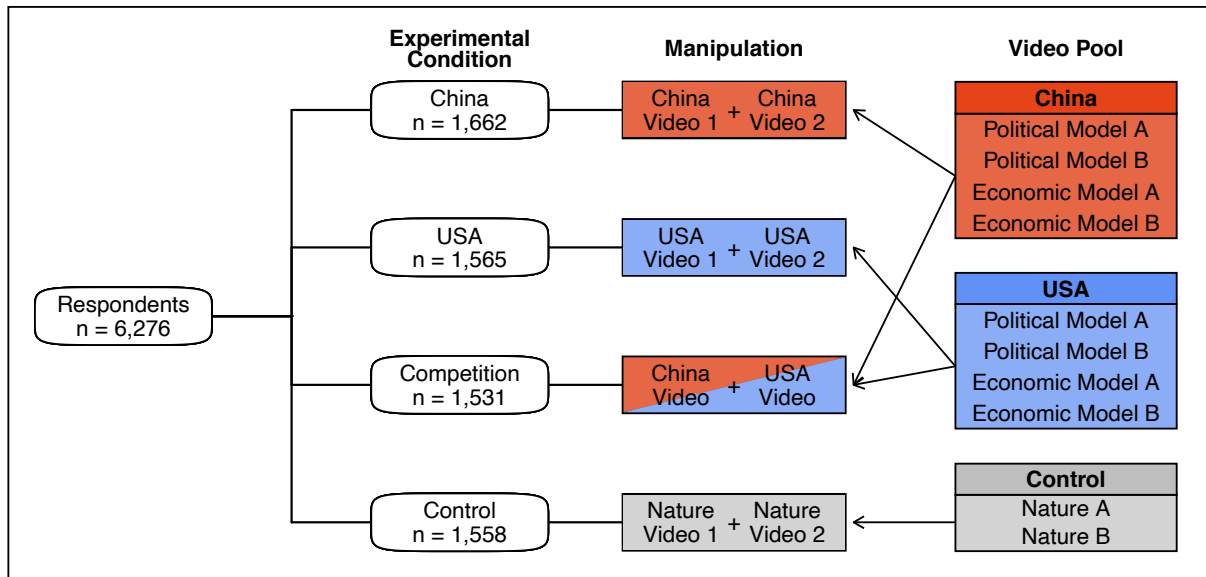 Experimental
Condition
Manipulation
Video Pool
Respondents
n = 6,276
China
n = 1,662
China
Video 1
+
China
Video 2
China
Political Model A
Political Model B
Economic Model A
Economic Model B
USA
n = 1,565
USA
Video 1
+
USA
Video 2
USA
Political Model A
Political Model B
Economic Model A
Economic Model B
Competition
n = 1,531
China
Video
+
USA
Video
Control
n = 1,558
Nature
Video 1
+
Nature
Video 2
Control
Nature A
Nature B